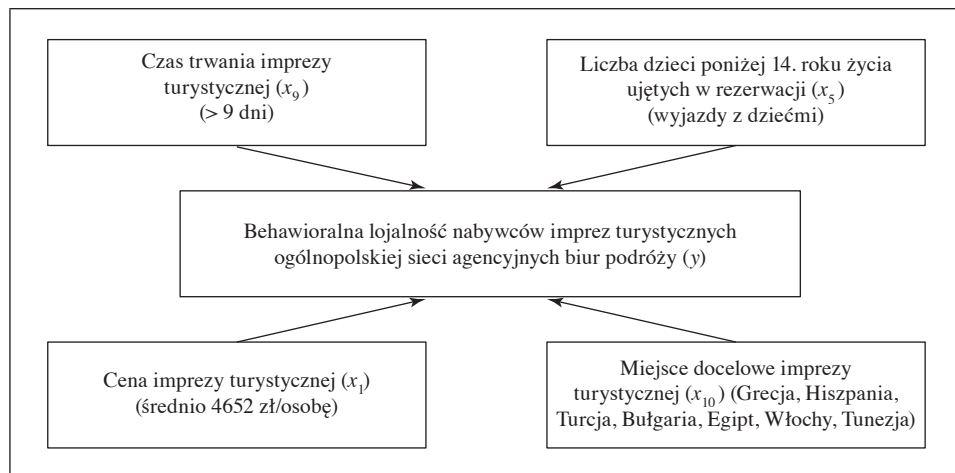 Czas trwania imprezy
turystycznej (x₉)
(> 9 dni)
Liczba dzieci poniżej 14. roku życia
ujętych w rezerwacji (x₅)
(wyjazdy z dziećmi)
Behawioralna lojalność nabywców imprez turystycznych
ogólnopolskiej sieci agencyjnych biur podróży (y)
Cena imprezy turystycznej (x₁)
(średnio 4652 zł/osobę)
Miejsce docelowe imprezy
turystycznej (x₁₀) (Grecja, Hiszpania,
Turcja, Bułgaria, Egipt, Włochy, Tunezja)